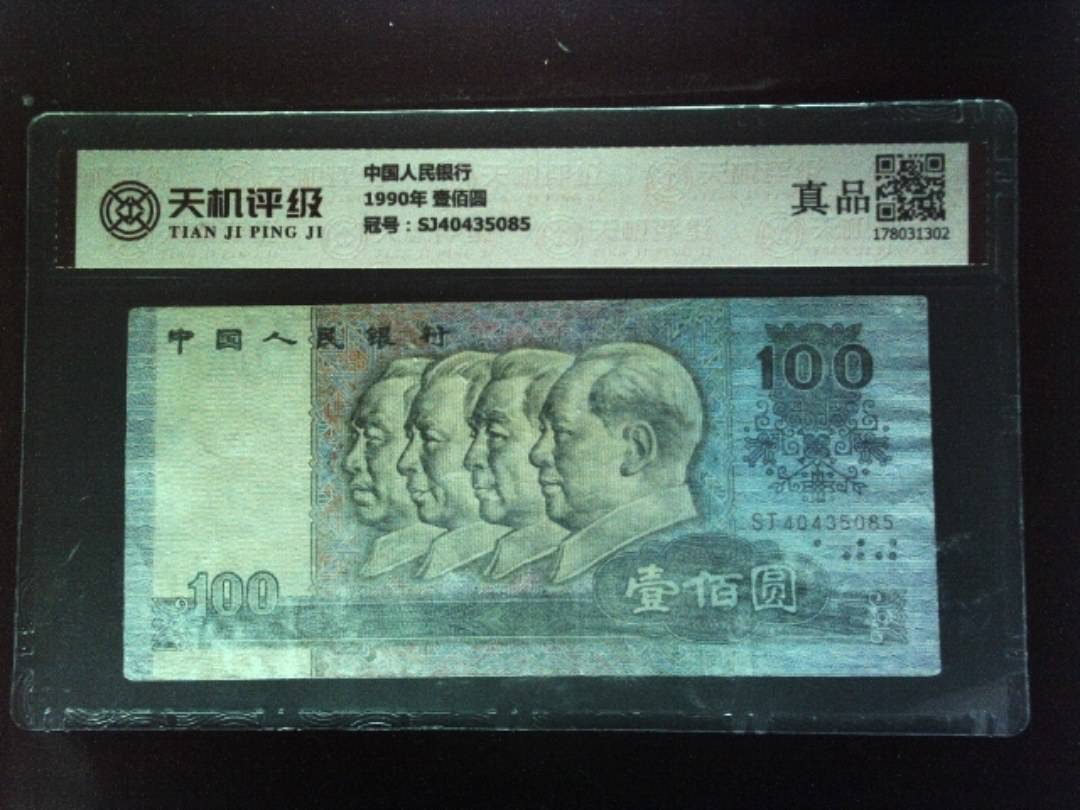 天机评级
TIAN JI PING JI
中国人民银行
1990年 壹佰圆
冠号：SJ40435085
真品
178031302
中国人民银行
100
SJ40435085
100
壹佰圆